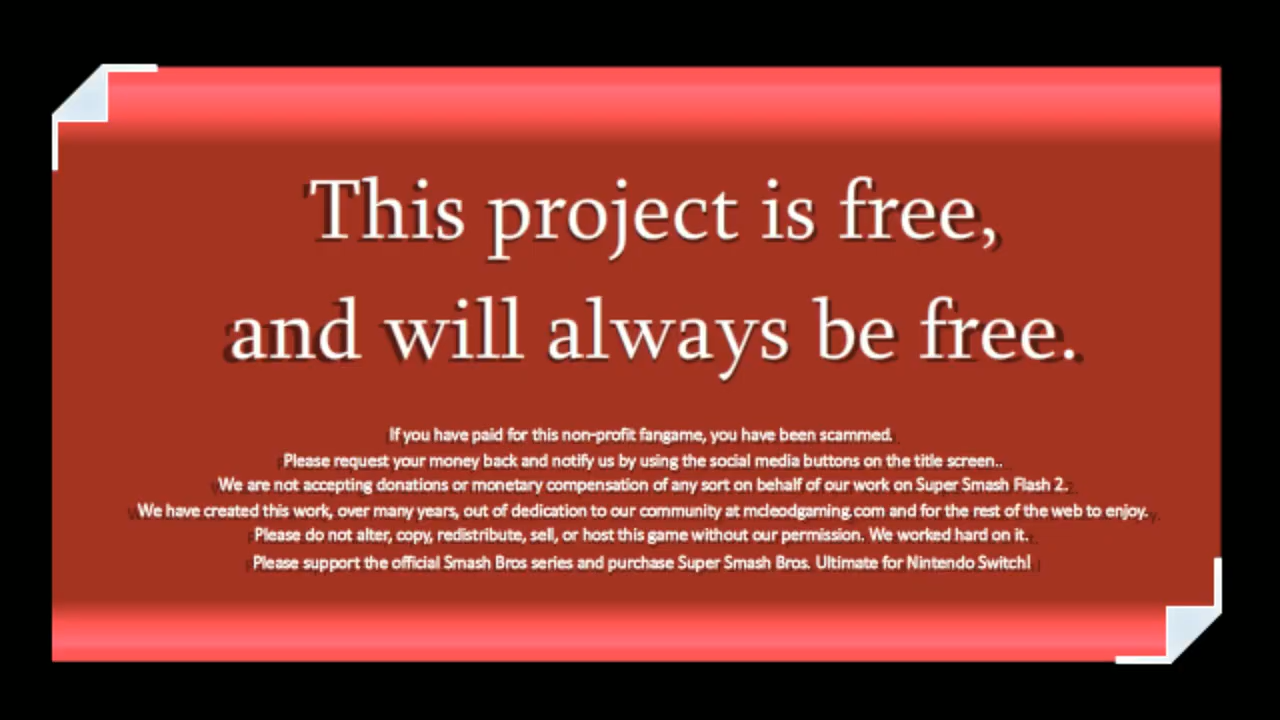 This project is free,
and will always be free.
If you have paid for this non-profit fangame, you have been scammed.
Please request your money back and notify us by using the social media buttons on the title screen..
We are not accepting donations or monetary compensation of any sort on behalf of our work on Super Smash Flash 2.
We have created this work, over many years, out of dedication to our community at mcleodgaming.com and for the rest of the web to enjoy.
Please do not alter, copy, redistribute, sell, or host this game without our permission. We worked hard on it.
Please support the official Smash Bros series and purchase Super Smash Bros. Ultimate for Nintendo Switch!